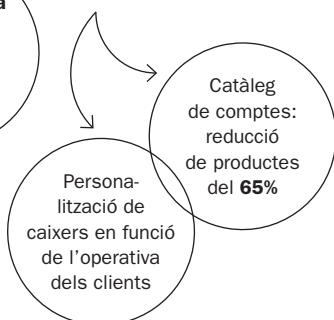 a
Catàleg
de comptes:
reducció
de productes
del 65%
Persona-
lització de
caixers en funció
de l’operativa
dels clients